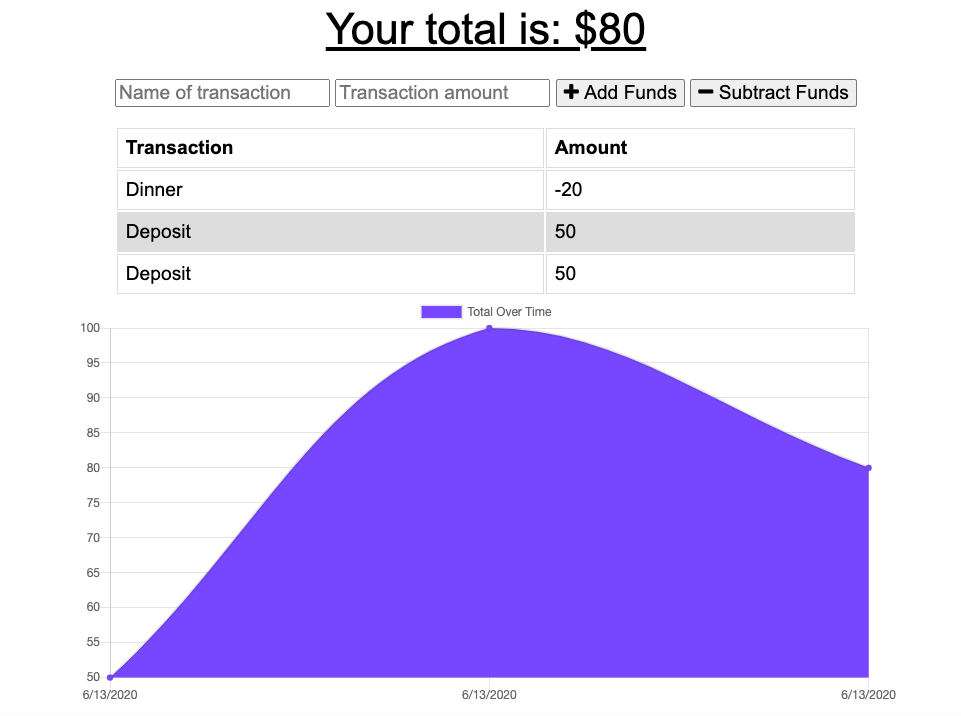 Your total is: $80
Name of transaction Transaction amount Add Funds Subtract Funds
Transaction Amount
Dinner -20
Deposit 50
Deposit 50
Total Over Time
100
95
90
85
80
75
70
65
60
55
50
6/13/2020 6/13/2020 6/13/2020